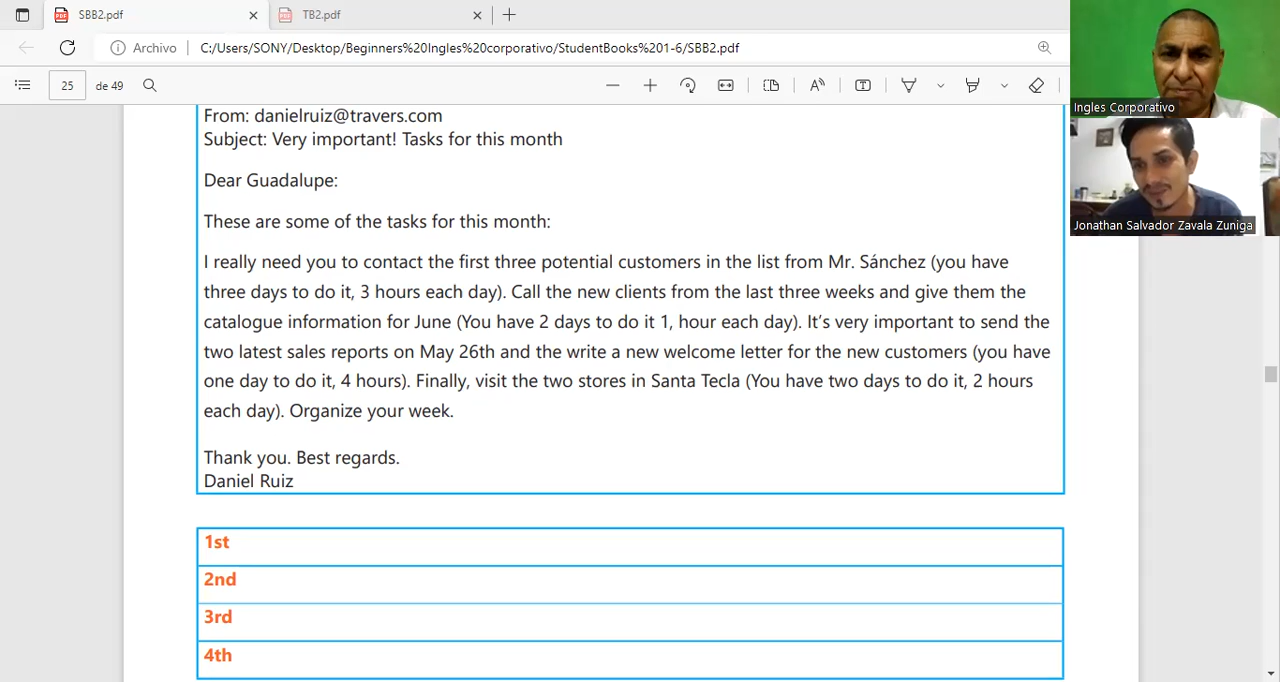 SBB2.pdf
TB2.pdf
Archivo
C:/Users/SONY/Desktop/Beginners%20Ingles%20corporativo/StudentBooks%201-6/SBB2.pdf
25 de 49
Ingles Corporativo
Jonathan Salvador Zavala Zuniga
From: danielruiz@travers.com
Subject: Very important! Tasks for this month
Dear Guadalupe:
These are some of the tasks for this month:
I really need you to contact the first three potential customers in the list from Mr. Sánchez (you have
three days to do it, 3 hours each day). Call the new clients from the last three weeks and give them the
catalogue information for June (You have 2 days to do it 1, hour each day). It’s very important to send the
two latest sales reports on May 26th and the write a new welcome letter for the new customers (you have
one day to do it, 4 hours). Finally, visit the two stores in Santa Tecla (You have two days to do it, 2 hours
each day). Organize your week.
Thank you. Best regards.
Daniel Ruiz
1st
2nd
3rd
4th